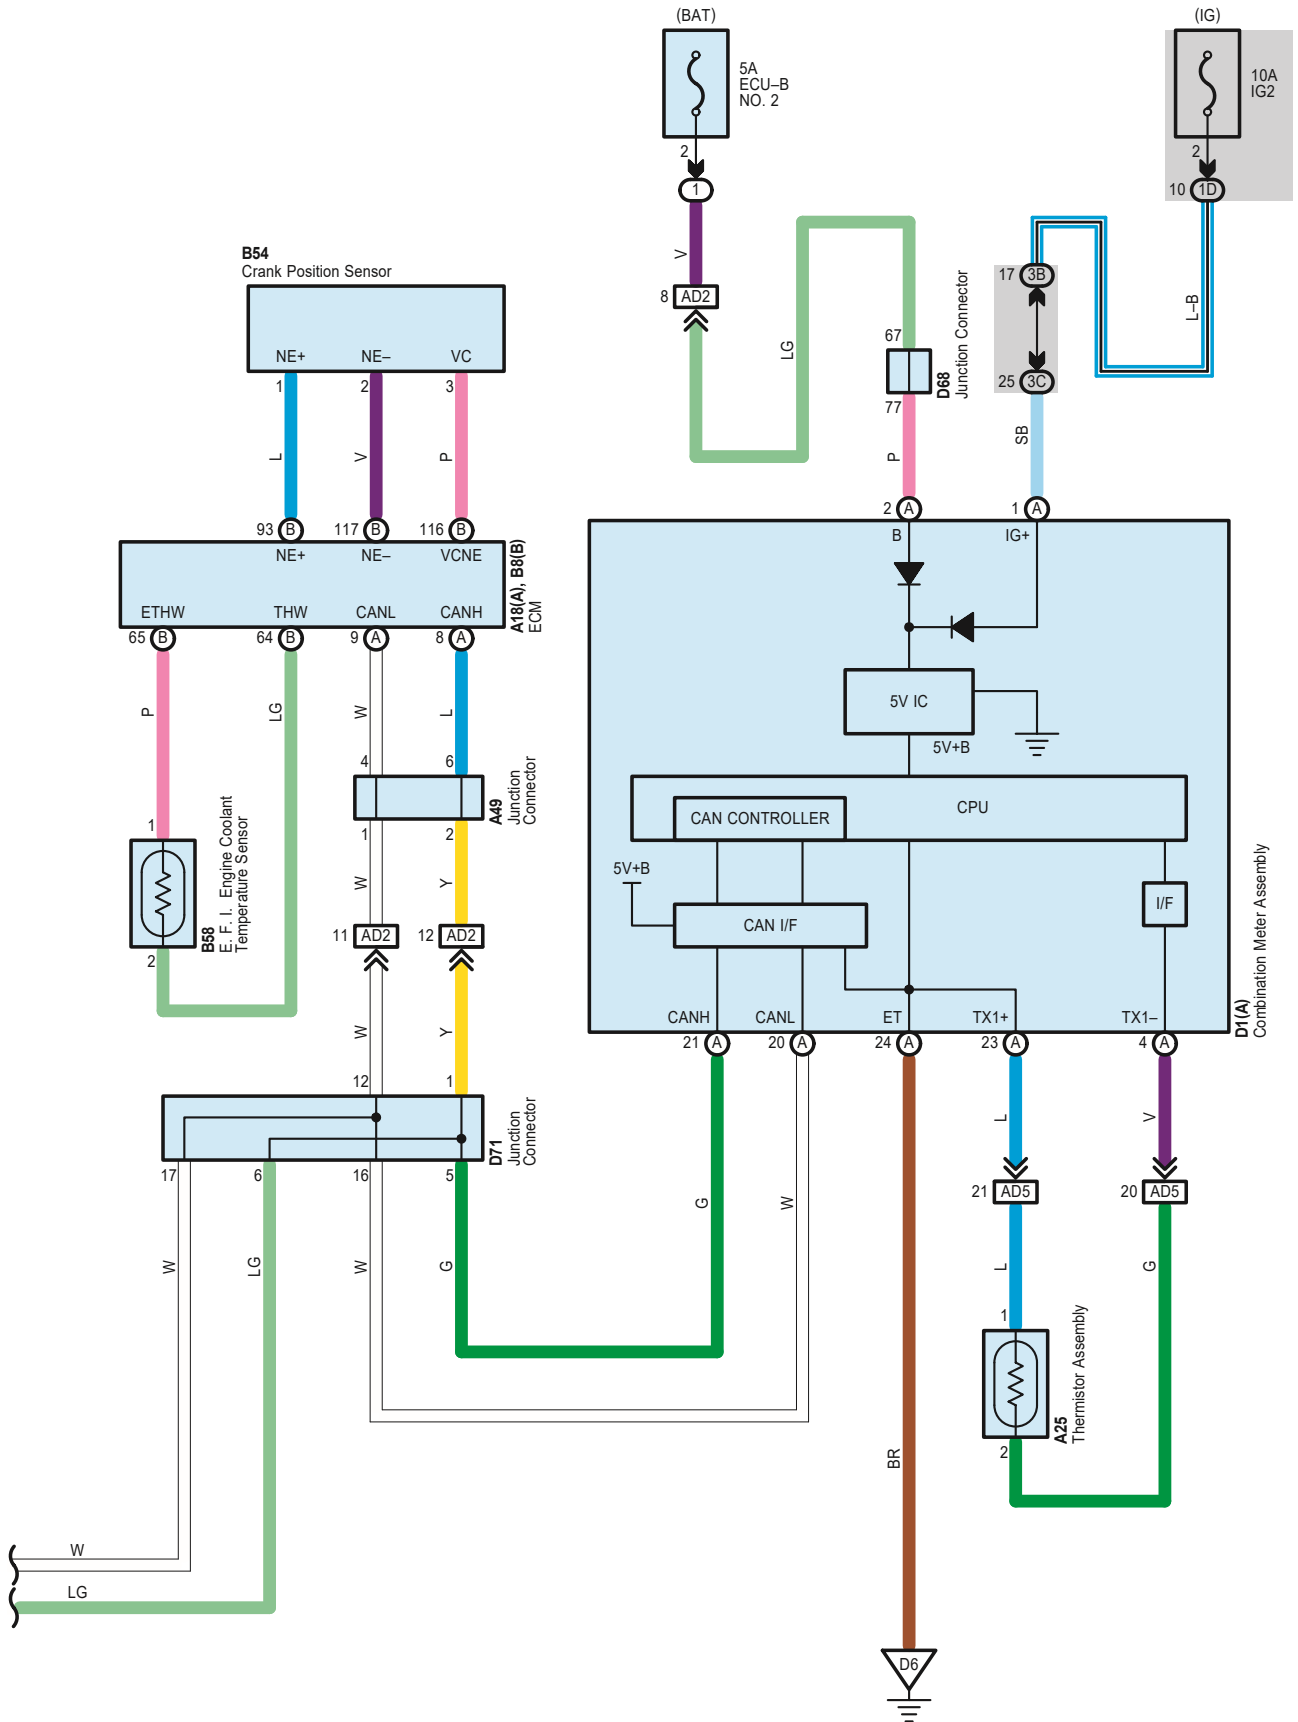 (BAT)
5A
ECU–B
NO. 2
2
1
V
8 AD2
LG
67
D68
Junction Connector
77
P
2 A
(IG)
10A
IG2
2
10 1D
L–B
17 3B
25 3C
SB
1 A
B54
Crank Position Sensor
NE+ NE– VC
1 2 3
L V P
93 B 117 B 116 B
NE+ NE– VCNE
A18(A), B8(B)
ECM
ETHW THW CANL CANH
65 B 64 B 9 A 8 A
P LG W L
4 6
A49
Junction
Connector
1 2
W Y
1
B58
E. F. I. Engine Coolant
Temperature Sensor
2
11 AD2 12 AD2
W Y
12 1
D71
Junction
Connector
17 6 16 5
W LG W G
W
LG
B IG+
5V IC
5V+B
CPU
CAN CONTROLLER
5V+B
CAN I/F
I/F
D1(A)
Combination Meter Assembly
CANH CANL ET TX1+ TX1–
21 A 20 A 24 A 23 A 4 A
G W BR L V
21 AD5 20 AD5
L G
1
A25
Thermistor Assembly
2
D6